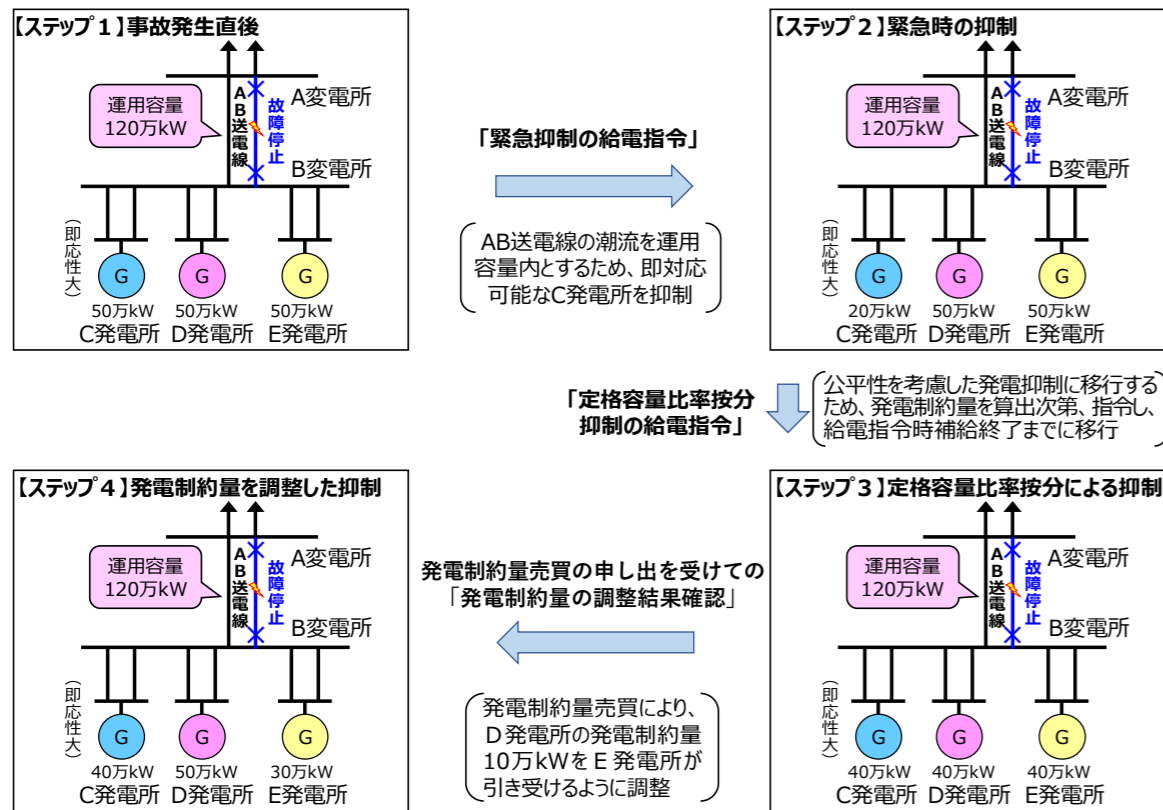 【ステップ１】事故発生直後
運用容量
120万kW
AB送電線
故障停止
A変電所
B変電所
（即応性大）
G
G
G
50万kW
50万kW
50万kW
C発電所
D発電所
E発電所
「緊急抑制の給電指令」
AB送電線の潮流を運用
容量内とするため、即対応
可能なC発電所を抑制
【ステップ２】緊急時の抑制
運用容量
120万kW
AB送電線
故障停止
A変電所
B変電所
（即応性大）
G
G
G
20万kW
50万kW
50万kW
C発電所
D発電所
E発電所
「定格容量比率按分
抑制の給電指令」
公平性を考慮した発電抑制に移行する
ため、発電制約量を算出次第、指令し、
給電指令時補給終了までに移行
【ステップ３】定格容量比率按分による抑制
運用容量
120万kW
AB送電線
故障停止
A変電所
B変電所
（即応性大）
G
G
G
40万kW
40万kW
40万kW
C発電所
D発電所
E発電所
発電制約量売買の申し出を受けての
「発電制約量の調整結果確認」
発電制約量売買により、
Ｄ発電所の発電制約量
10万kWをＥ発電所が
引き受けるように調整
【ステップ４】発電制約量を調整した抑制
運用容量
120万kW
AB送電線
故障停止
A変電所
B変電所
（即応性大）
G
G
G
40万kW
50万kW
30万kW
C発電所
D発電所
E発電所